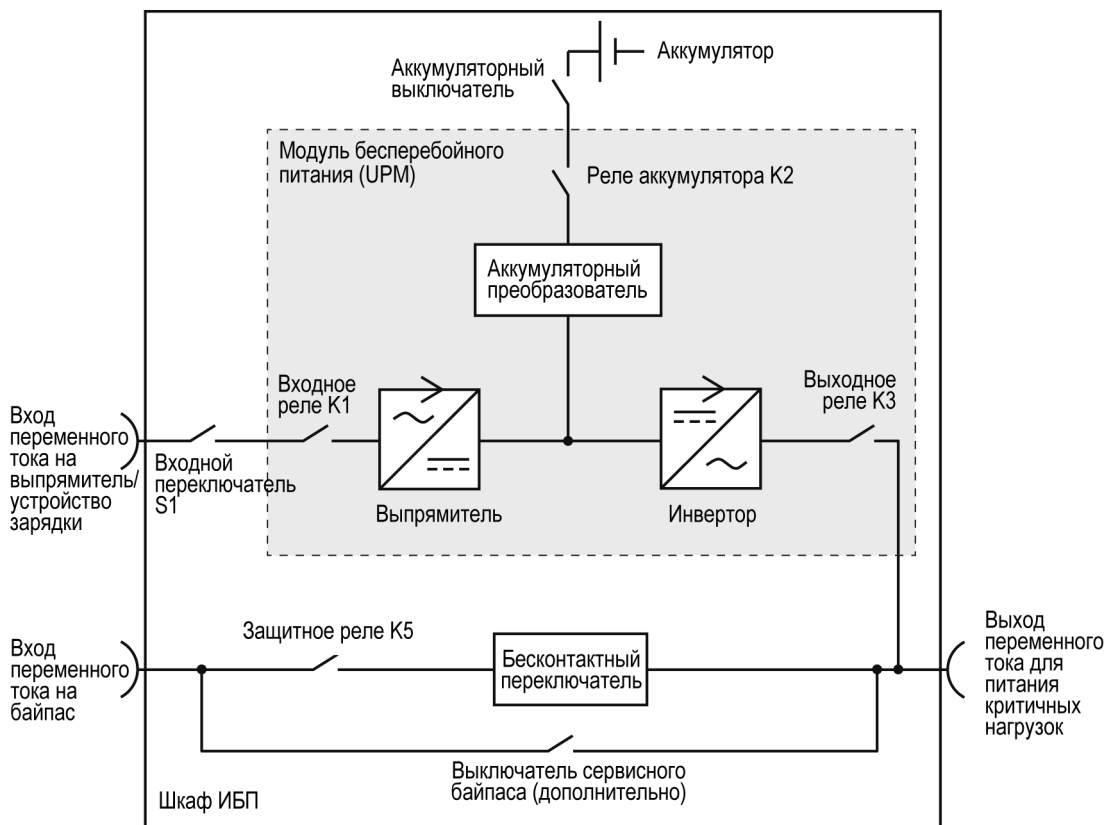 Аккумулятор
Аккумуляторный
выключатель
Модуль бесперебойного
питания (UPM)
Реле аккумулятора K2
Аккумуляторный
преобразователь
Входное
реле K1
Выходное
реле K3
Вход
переменного
тока на
выпрямитель/
устройство
зарядки
Входной
переключатель
S1
Выпрямитель
Инвертор
Защитное реле K5
Бесконтактный
переключатель
Вход
переменного
тока на
байпас
Выход
переменного
тока для
питания
критичных
нагрузок
Выключатель сервисного
байпаса (дополнительно)
Шкаф ИБП